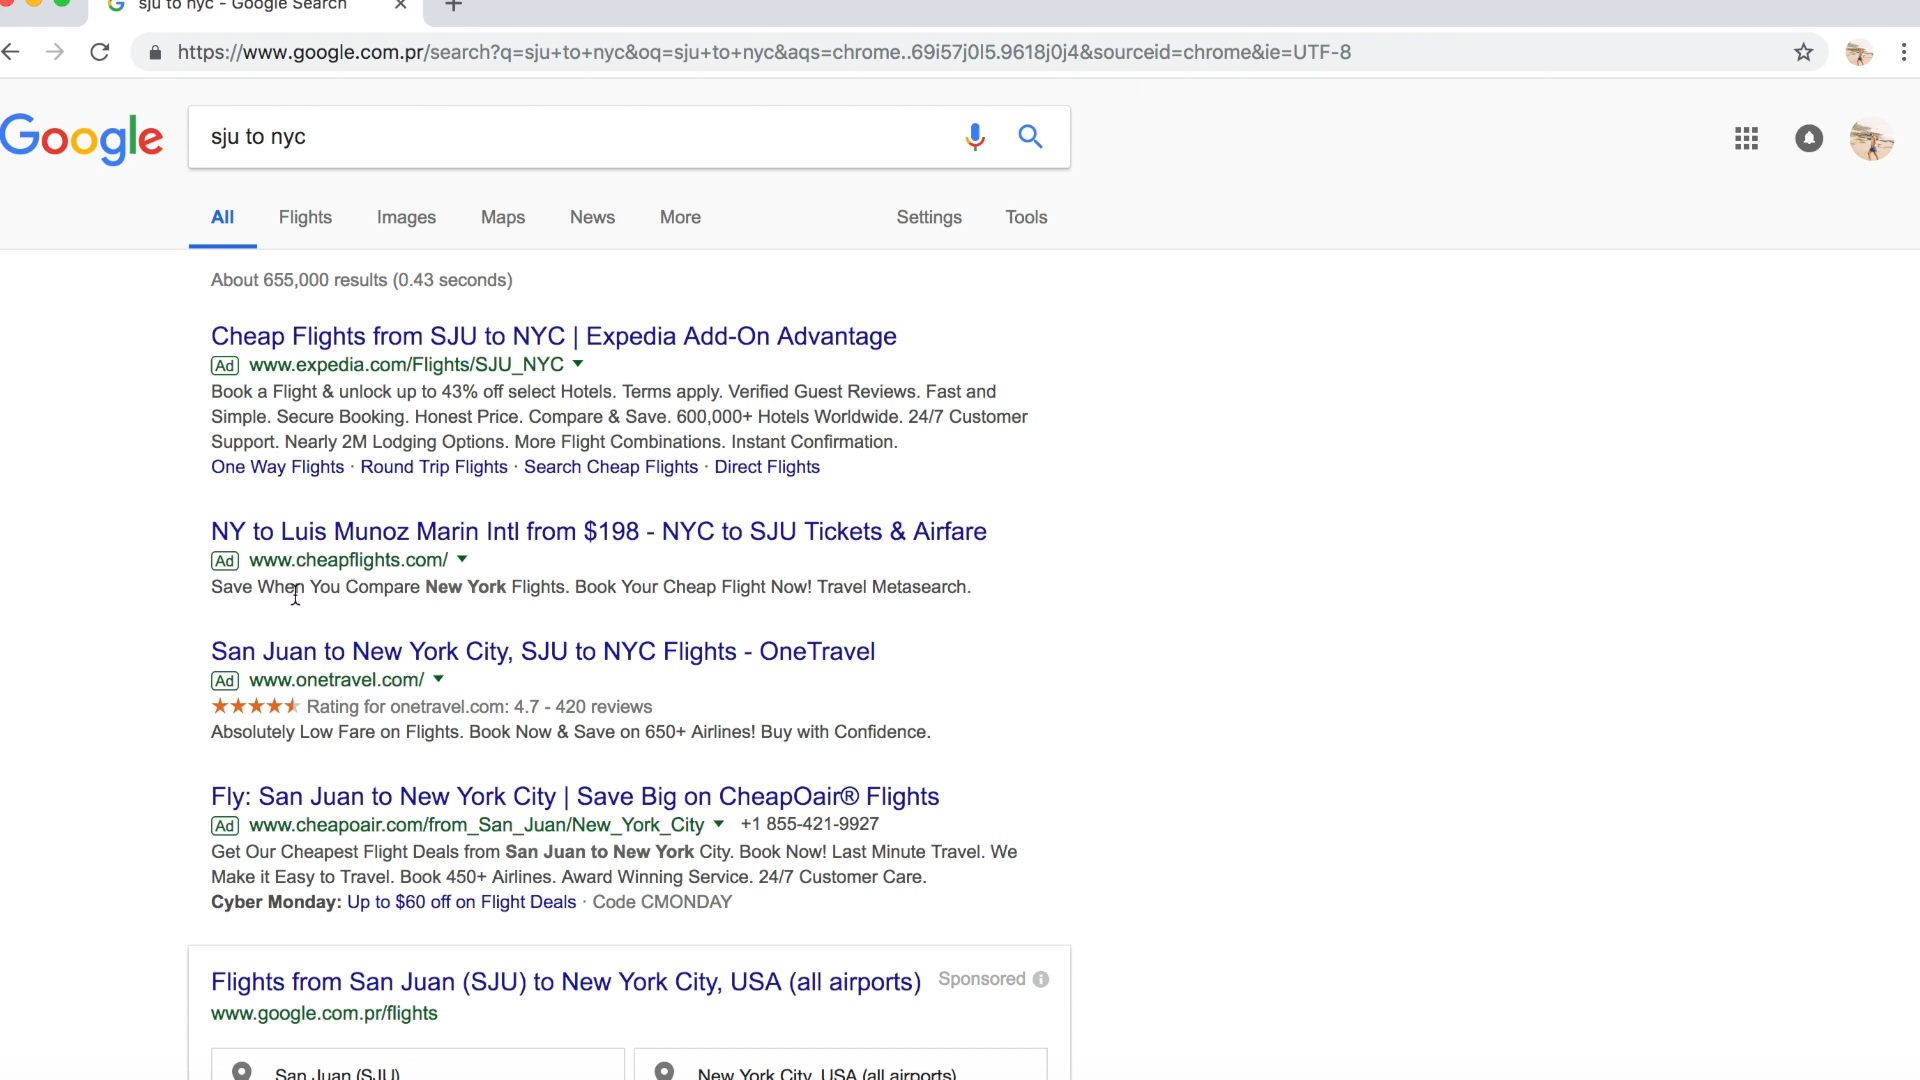 sju to nyc - Google Search
https://www.google.com.pr/search?q=sju+to+nyc&oq=sju+to+nyc&aqs=chrome..69i57j0l5.9618j0j4&sourceid=chrome&ie=UTF-8
Google
sju to nyc
All Flights Images Maps News More Settings Tools
About 655,000 results (0.43 seconds)
Cheap Flights from SJU to NYC | Expedia Add-On Advantage
Ad www.expedia.com/Flights/SJU_NYC
Book a Flight & unlock up to 43% off select Hotels. Terms apply. Verified Guest Reviews. Fast and
Simple. Secure Booking. Honest Price. Compare & Save. 600,000+ Hotels Worldwide. 24/7 Customer
Support. Nearly 2M Lodging Options. More Flight Combinations. Instant Confirmation.
One Way Flights · Round Trip Flights · Search Cheap Flights · Direct Flights
NY to Luis Munoz Marin Intl from $198 - NYC to SJU Tickets & Airfare
Ad www.cheapflights.com/
Save When You Compare New York Flights. Book Your Cheap Flight Now! Travel Metasearch.
San Juan to New York City, SJU to NYC Flights - OneTravel
Ad www.onetravel.com/
Rating for onetravel.com: 4.7 - 420 reviews
Absolutely Low Fare on Flights. Book Now & Save on 650+ Airlines! Buy with Confidence.
Fly: San Juan to New York City | Save Big on CheapOair® Flights
Ad www.cheapoair.com/from_San_Juan/New_York_City +1 855-421-9927
Get Our Cheapest Flight Deals from San Juan to New York City. Book Now! Last Minute Travel. We
Make it Easy to Travel. Book 450+ Airlines. Award Winning Service. 24/7 Customer Care.
Cyber Monday: Up to $60 off on Flight Deals · Code CMONDAY
Flights from San Juan (SJU) to New York City, USA (all airports) Sponsored
www.google.com.pr/flights
San Juan (SJU) New York City, USA (all airports)